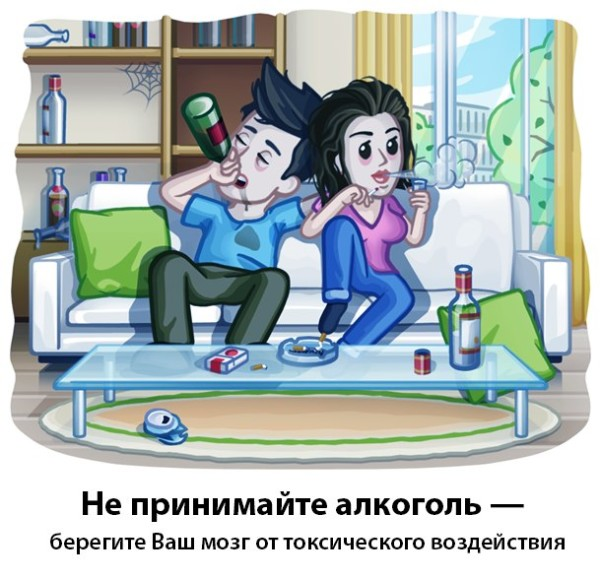 Не принимайте алкоголь —
берегите Ваш мозг от токсического воздействия